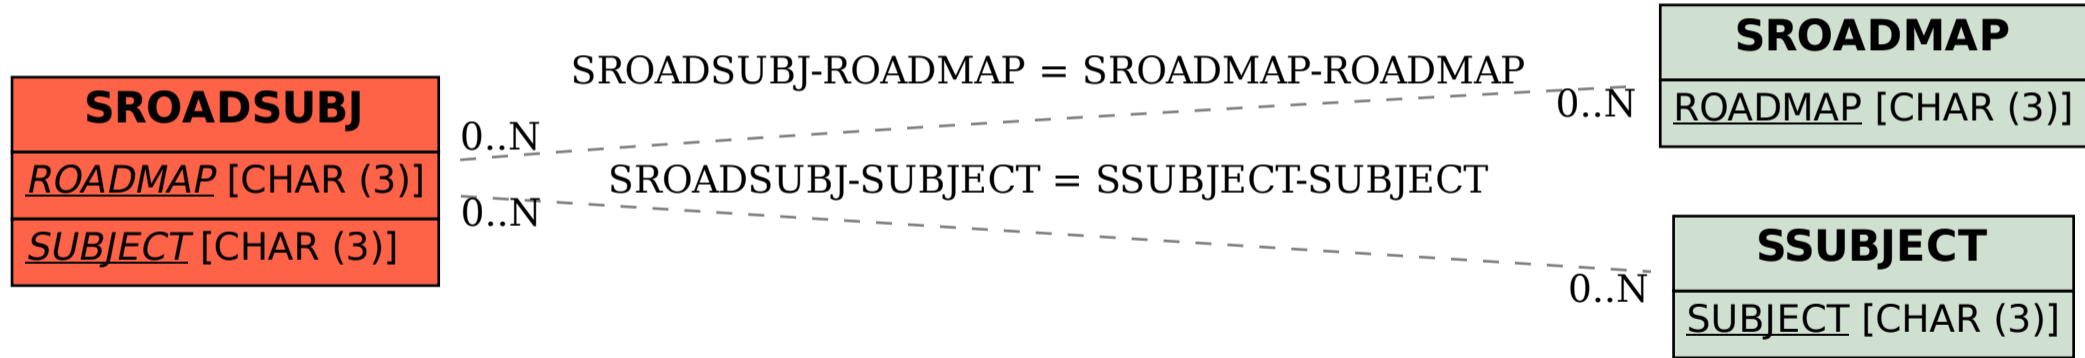 SROADSUBJ
ROADMAP [CHAR (3)]
SUBJECT [CHAR (3)]
SROADSUBJ-ROADMAP = SROADMAP-ROADMAP
0..N
0..N
SROADSUBJ-SUBJECT = SSUBJECT-SUBJECT
0..N
0..N
SROADMAP
ROADMAP [CHAR (3)]
SSUBJECT
SUBJECT [CHAR (3)]